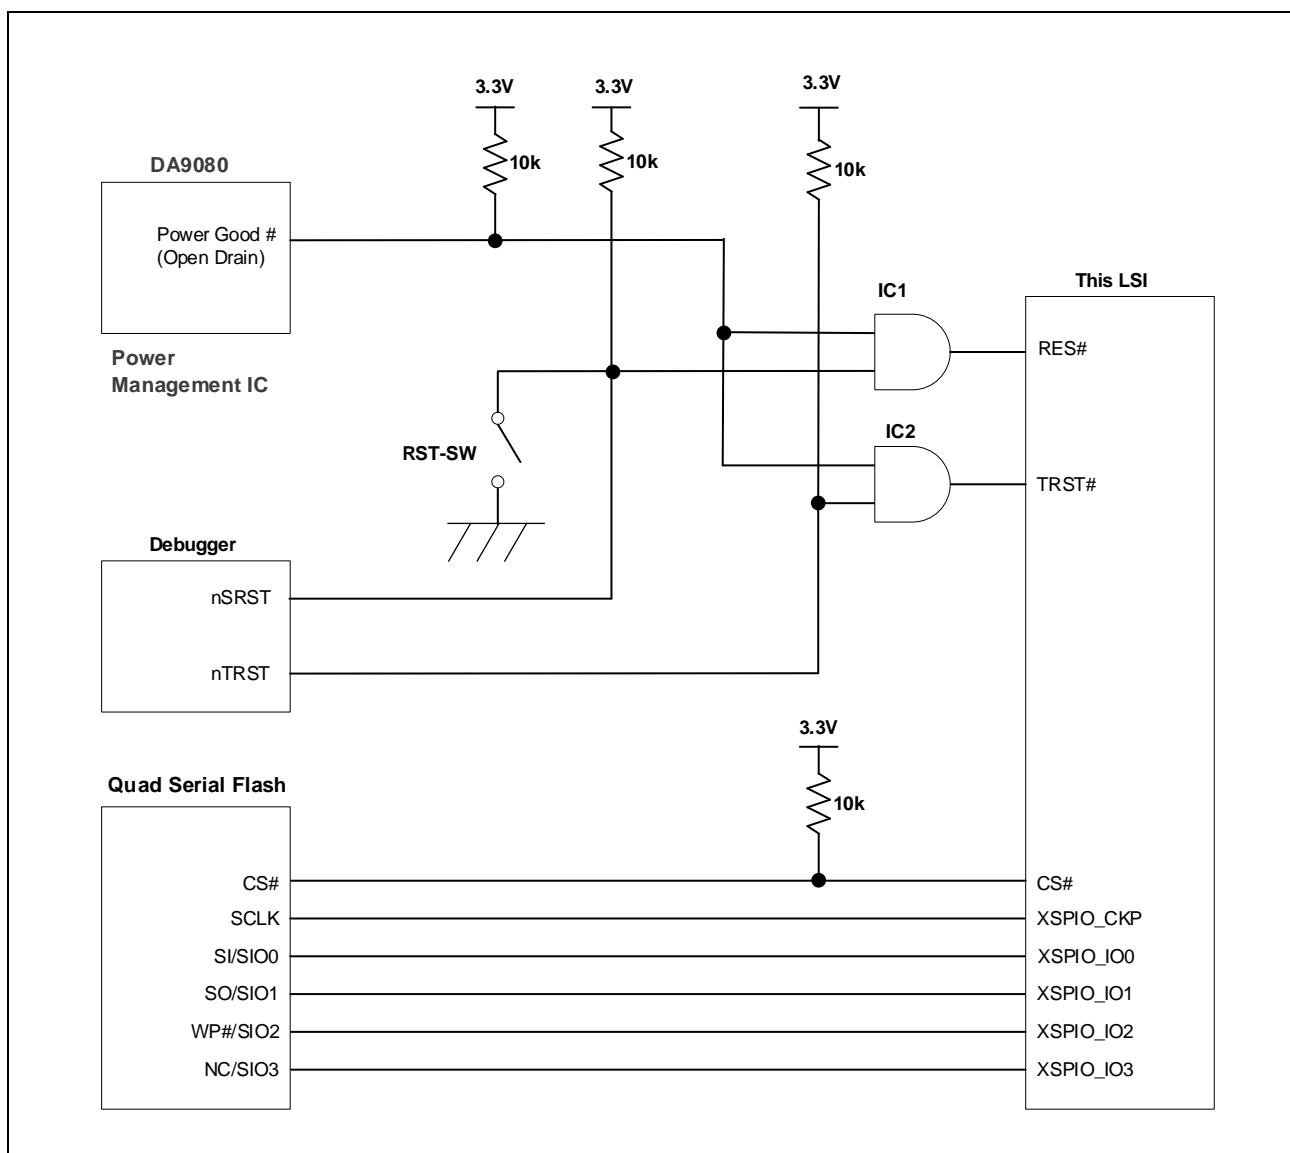 3.3V
3.3V
3.3V
10k
10k
10k
DA9080
Power Good #
(Open Drain)
Power
Management IC
IC1
This LSI
RES#
IC2
RST-SW
TRST#
Debugger
nSRST
nTRST
3.3V
10k
Quad Serial Flash
CS#
CS#
SCLK
XSPIO_CKP
SI/SIO0
XSPIO_IO0
SO/SIO1
XSPIO_IO1
WP#/SIO2
XSPIO_IO2
NC/SIO3
XSPIO_IO3